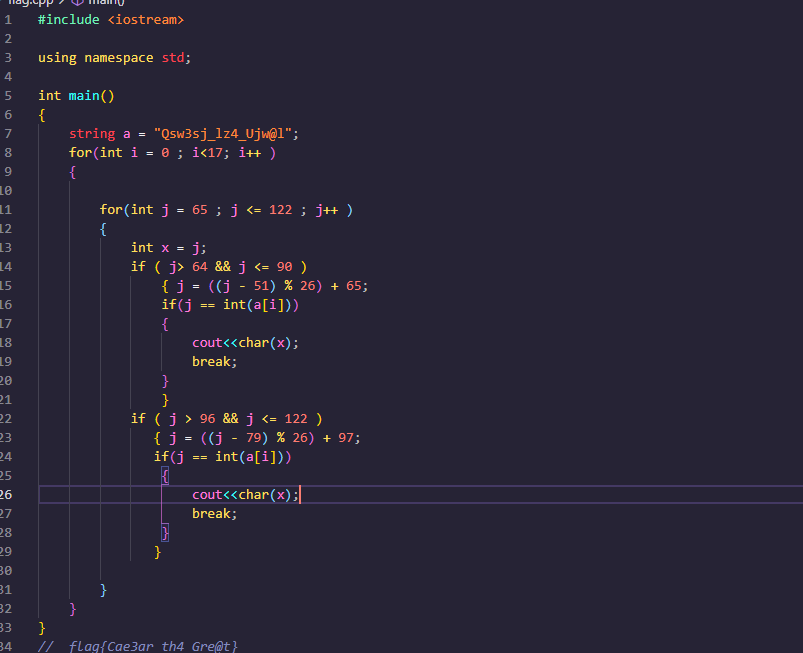 flag.cpp > main()
1 #include <iostream>
2
3 using namespace std;
4
5 int main()
6 {
7 string a = "Qsw3sj_lz4_Ujw@l";
8 for(int i = 0 ; i<17; i++ )
9 {
10
11 for(int j = 65 ; j <= 122 ; j++ )
12 {
13 int x = j;
14 if ( j> 64 && j <= 90 )
15 { j = ((j - 51) % 26) + 65;
16 if(j == int(a[i]))
17 {
18 cout<<char(x);
19 break;
20 }
21 }
22 if ( j > 96 && j <= 122 )
23 { j = ((j - 79) % 26) + 97;
24 if(j == int(a[i]))
25 {
26 cout<<char(x);
27 break;
28 }
29 }
30
31 }
32 }
33 }
34 // flag{Cae3ar_th4_Gre@t}